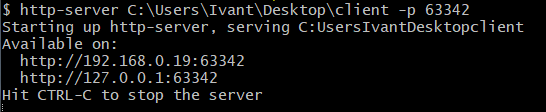 $ http-server C:\Users\Ivant\Desktop\client -p 63342
Starting up http-server, serving C:UsersIvantDesktopclient
Available on:
http://192.168.0.19:63342
http://127.0.0.1:63342
Hit CTRL-C to stop the server